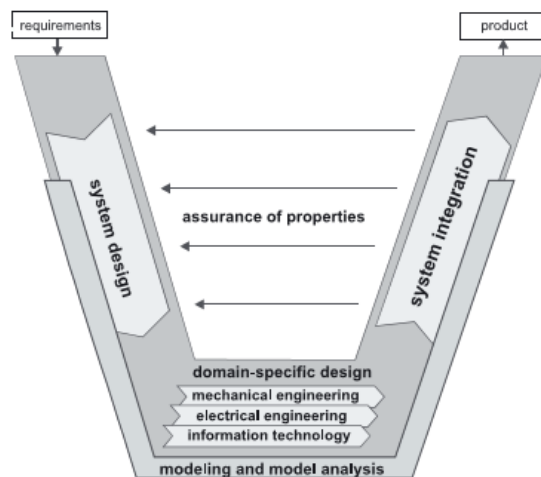 requirements
product
system design
system integration
assurance of properties
domain-specific design
mechanical engineering
electrical engineering
information technology
modeling and model analysis